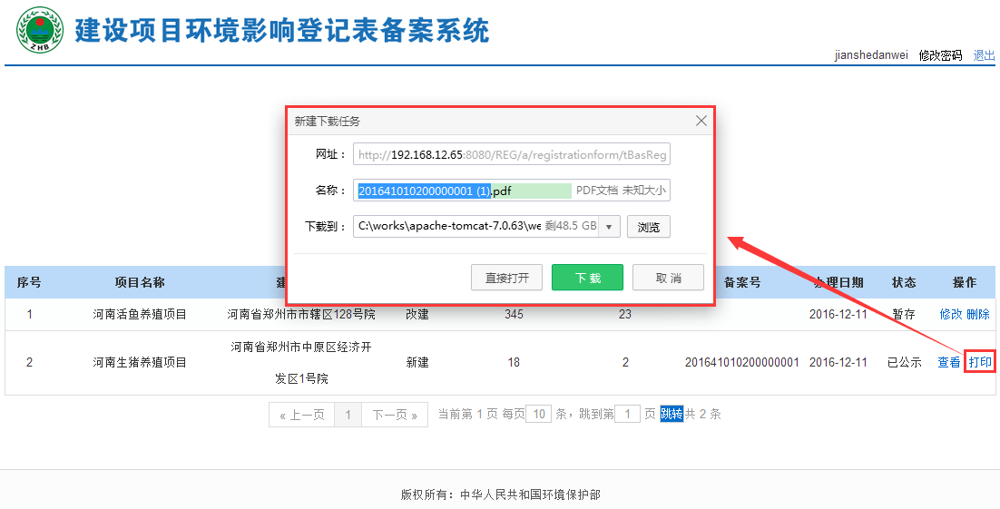 建设项目环境影响登记表备案系统
ZHB
jianshedanwei 修改密码 退出
新建下载任务
网址： http://192.168.12.65:8080/REG/a/registrationform/tBasReg
名称： 201641010200000001 (1).pdf PDF文档 未知大小
下载到： C:\works\apache-tomcat-7.0.63\we 剩48.5 GB 浏览
直接打开 下 载 取 消
序号 项目名称 建 备案号 办理日期 状态 操作
1 河南活鱼养殖项目 河南省郑州市市辖区128号院 改建 345 23 2016-12-11 暂存 修改 删除
2 河南生猪养殖项目 河南省郑州市中原区经济开 新建 18 2 201641010200000001 2016-12-11 已公示 查看 打印
发区1号院
« 上一页 1 下一页 » 当前第 1 页 每页 10 条，跳到第 1 页 跳转 共 2 条
版权所有：中华人民共和国环境保护部